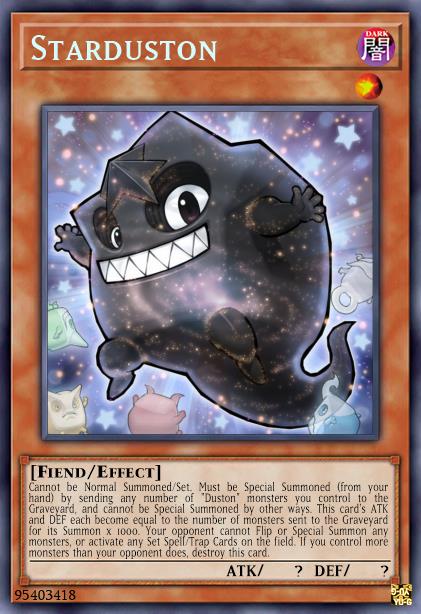 Starduston
DARK
闇
[Fiend/Effect]
Cannot be Normal Summoned/Set. Must be Special Summoned (from your
hand) by sending any number of "Duston" monsters you control to the
Graveyard, and cannot be Special Summoned by other ways. This card's ATK
and DEF each become equal to the number of monsters sent to the Graveyard
for its Summon x 1000. Your opponent cannot Flip or Special Summon any
monsters, or activate any Set Spell/Trap Cards on the field. If you control more
monsters than your opponent does, destroy this card.
ATK/ ? DEF/ ?
95403418